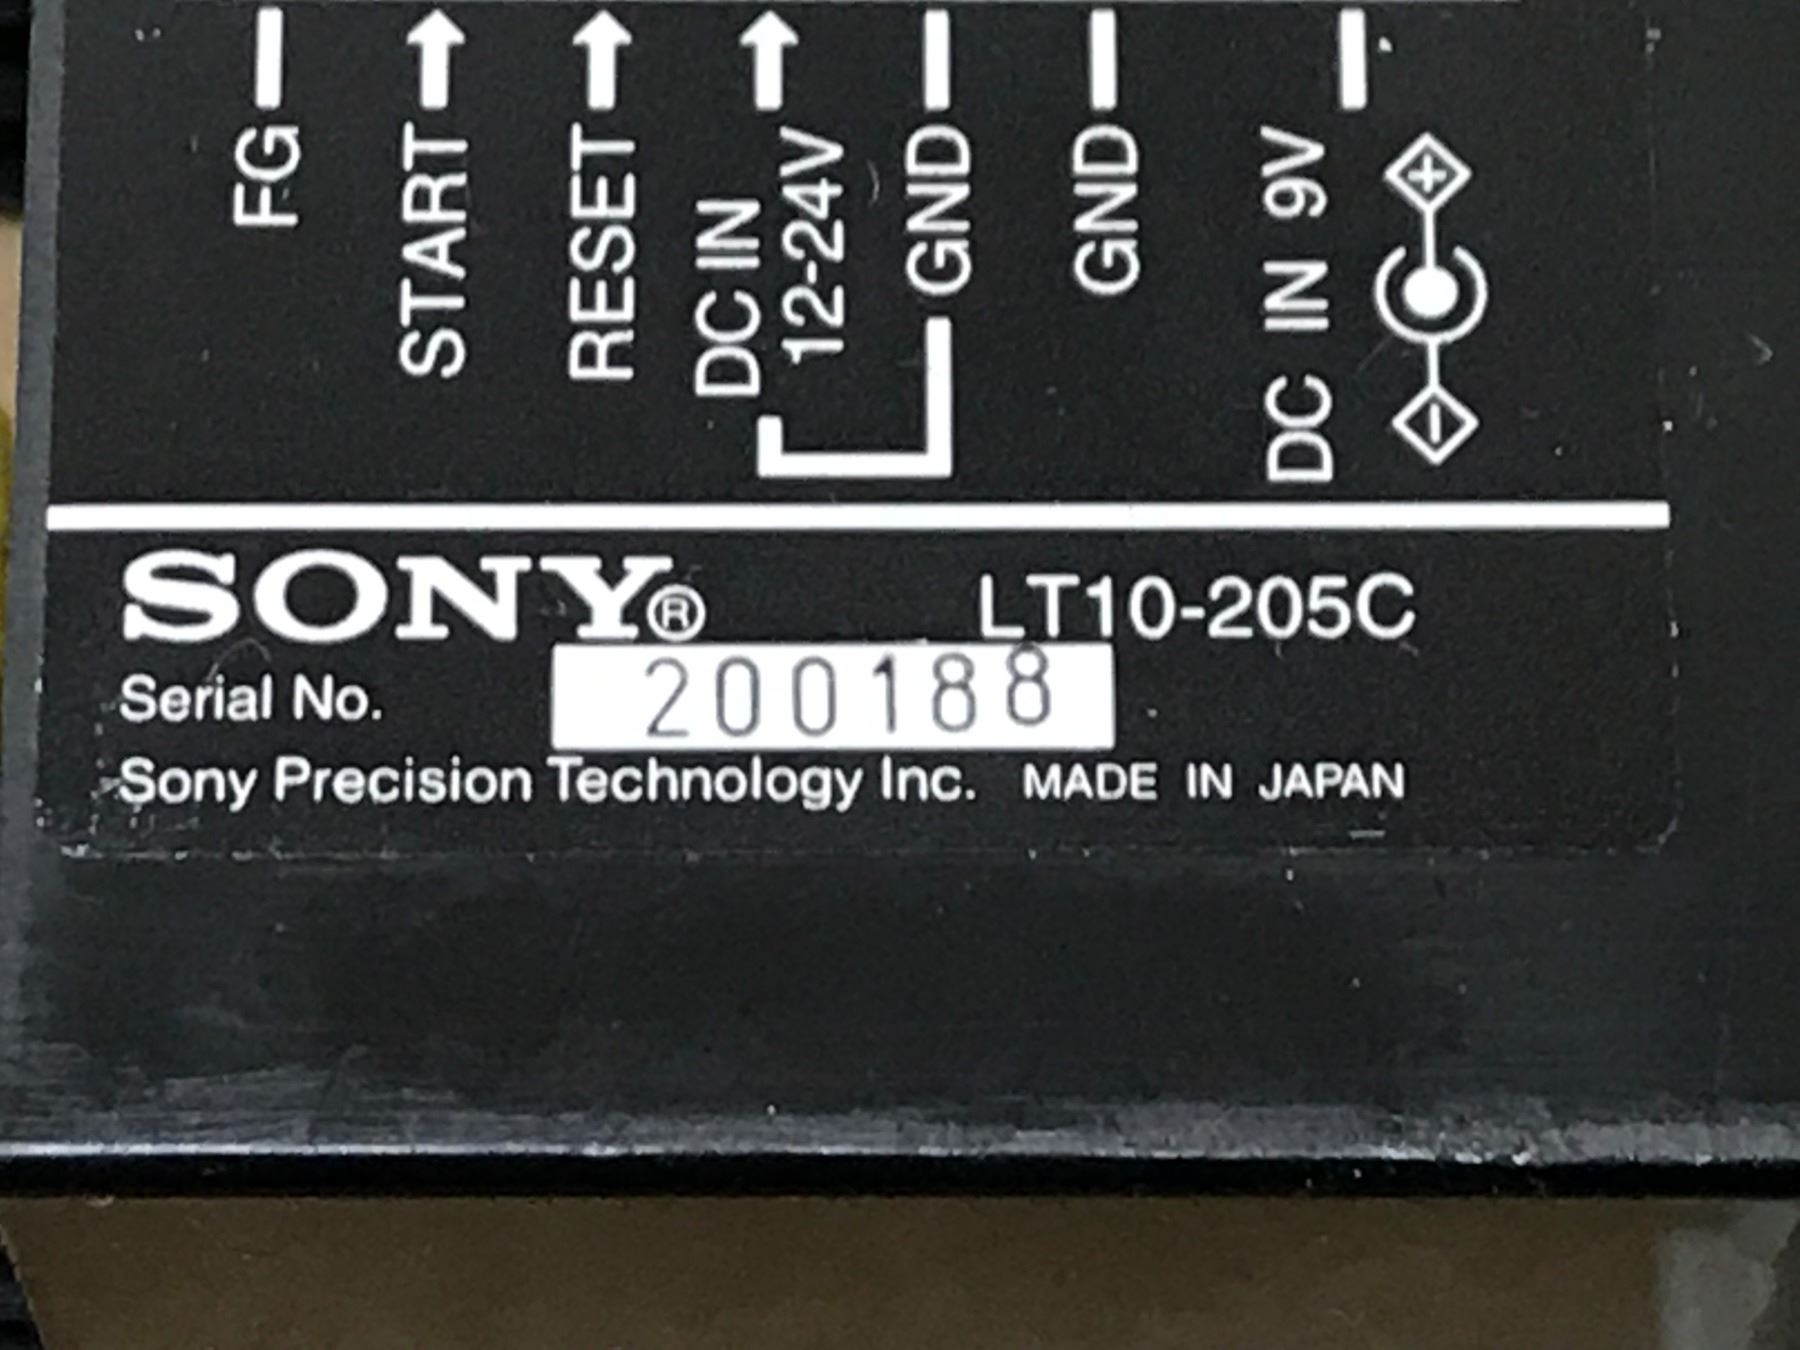 FG
START
RESET
DC IN
12-24V
GND
GND
DC IN 9V
SONY® LT10-205C
Serial No. 200188
Sony Precision Technology Inc. MADE IN JAPAN